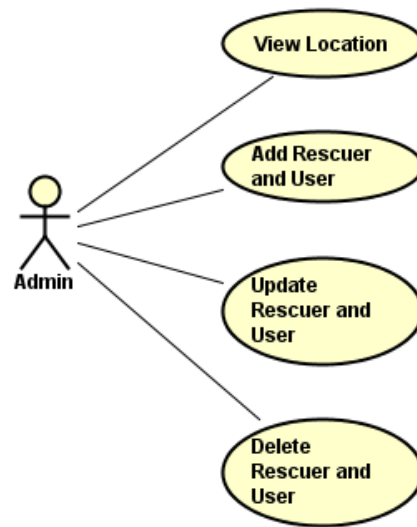 View Location
Add Rescuer
and User
Admin
Update
Rescuer and
User
Delete
Rescuer and
User